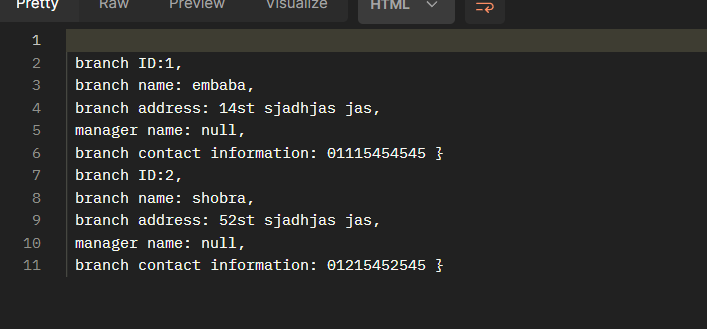 Pretty Raw Preview Visualize HTML
1
2 branch ID:1,
3 branch name: embaba,
4 branch address: 14st sjadhjas jas,
5 manager name: null,
6 branch contact information: 01115454545 }
7 branch ID:2,
8 branch name: shobra,
9 branch address: 52st sjadhjas jas,
10 manager name: null,
11 branch contact information: 01215452545 }